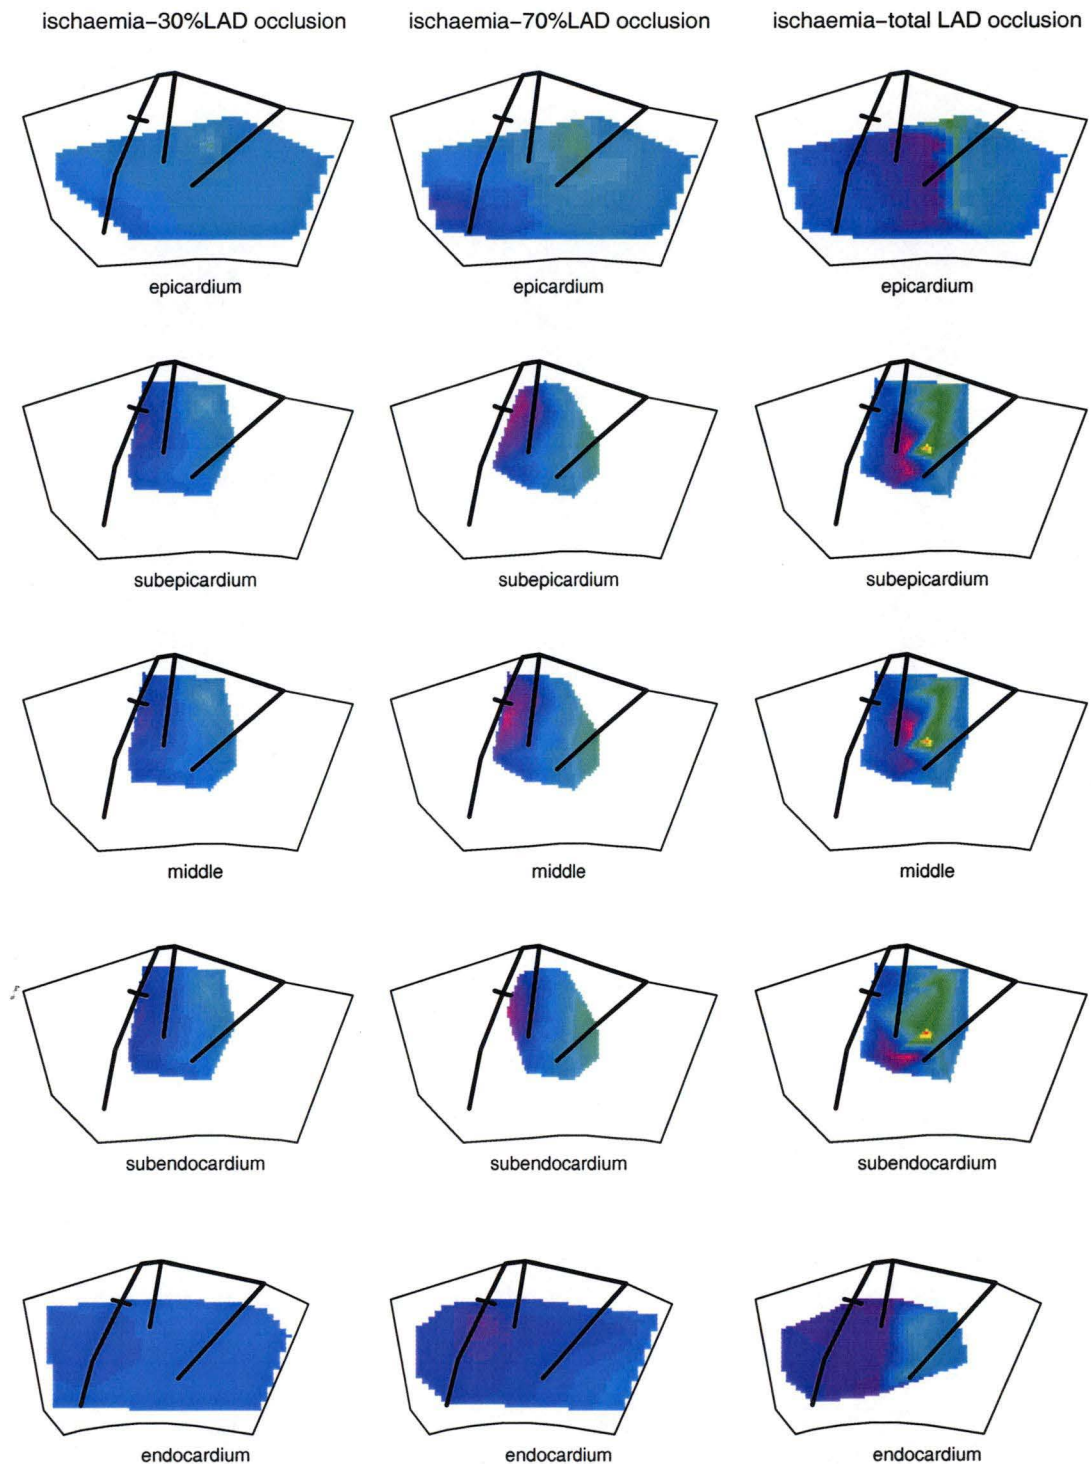 ischaemia-30%LAD occlusion
ischaemia-70%LAD occlusion
ischaemia-total LAD occlusion
epicardium
epicardium
epicardium
subepicardium
subepicardium
subepicardium
middle
middle
middle
subendocardium
subendocardium
subendocardium
endocardium
endocardium
endocardium